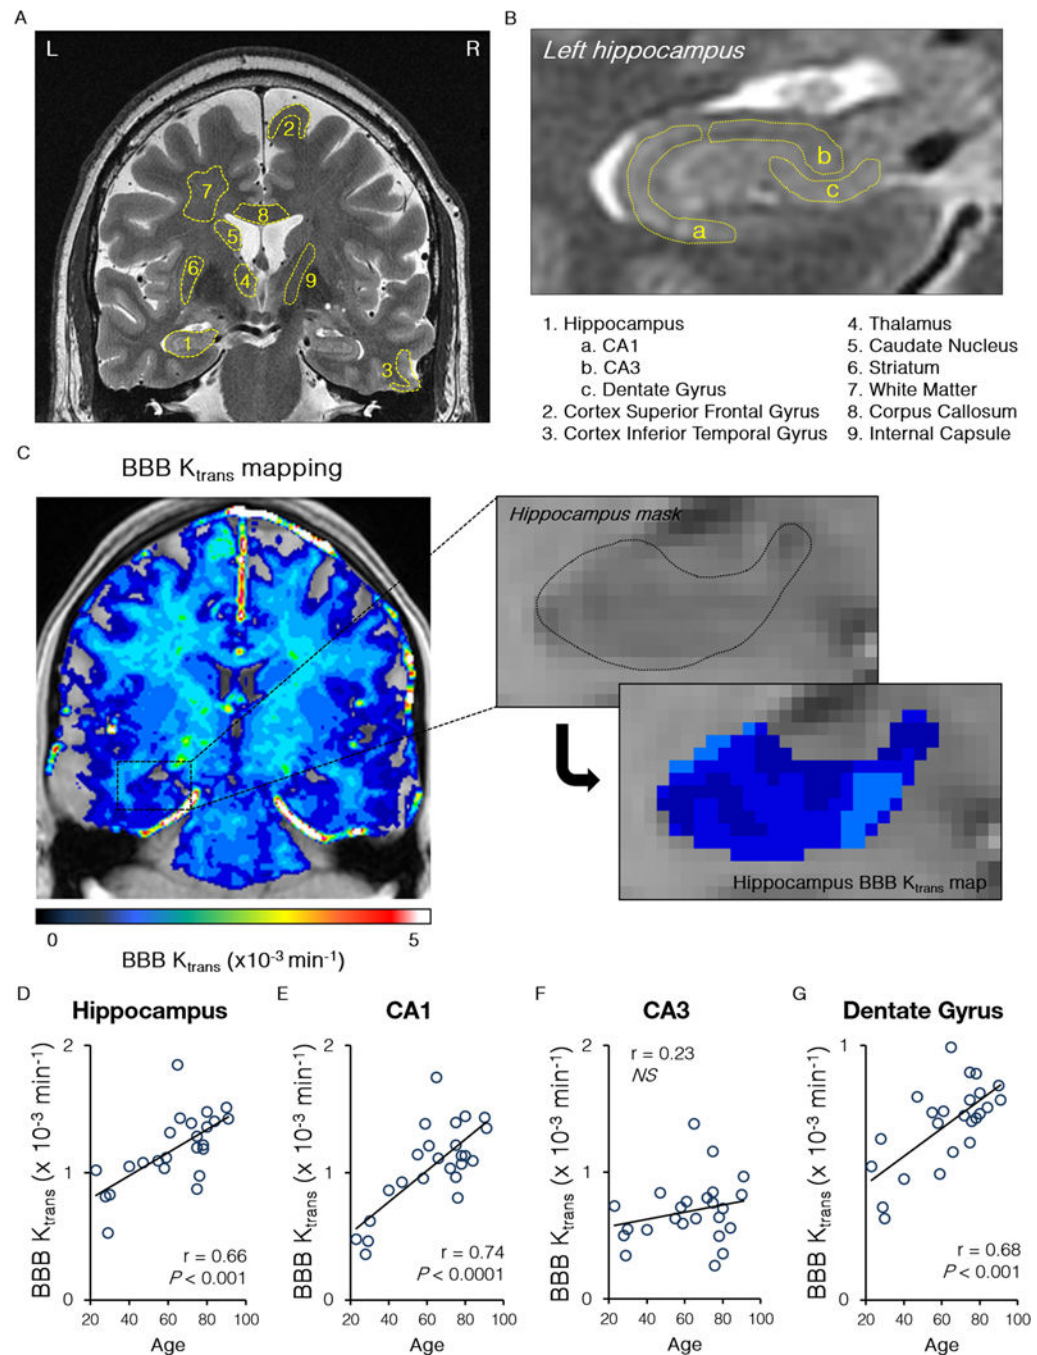 A
L
R
2
7
8
5
6
4
9
1
3
B
Left hippocampus
b
c
a
1. Hippocampus
a. CA1
b. CA3
c. Dentate Gyrus
2. Cortex Superior Frontal Gyrus
3. Cortex Inferior Temporal Gyrus
4. Thalamus
5. Caudate Nucleus
6. Striatum
7. White Matter
8. Corpus Callosum
9. Internal Capsule
C
BBB Ktrans mapping
Hippocampus mask
Hippocampus BBB Ktrans map
0
5
BBB Ktrans (x10-3 min-1)
D
Hippocampus
BBB Ktrans (x 10-3 min-1)
2
1
0
r = 0.66
P < 0.001
20 40 60 80 100
Age
E
CA1
BBB Ktrans (x 10-3 min-1)
2
1
0
r = 0.74
P < 0.0001
20 40 60 80 100
Age
F
CA3
BBB Ktrans (x 10-3 min-1)
2
1
0
r = 0.23
NS
20 40 60 80 100
Age
G
Dentate Gyrus
BBB Ktrans (x 10-3 min-1)
1
0
r = 0.68
P < 0.001
20 40 60 80 100
Age